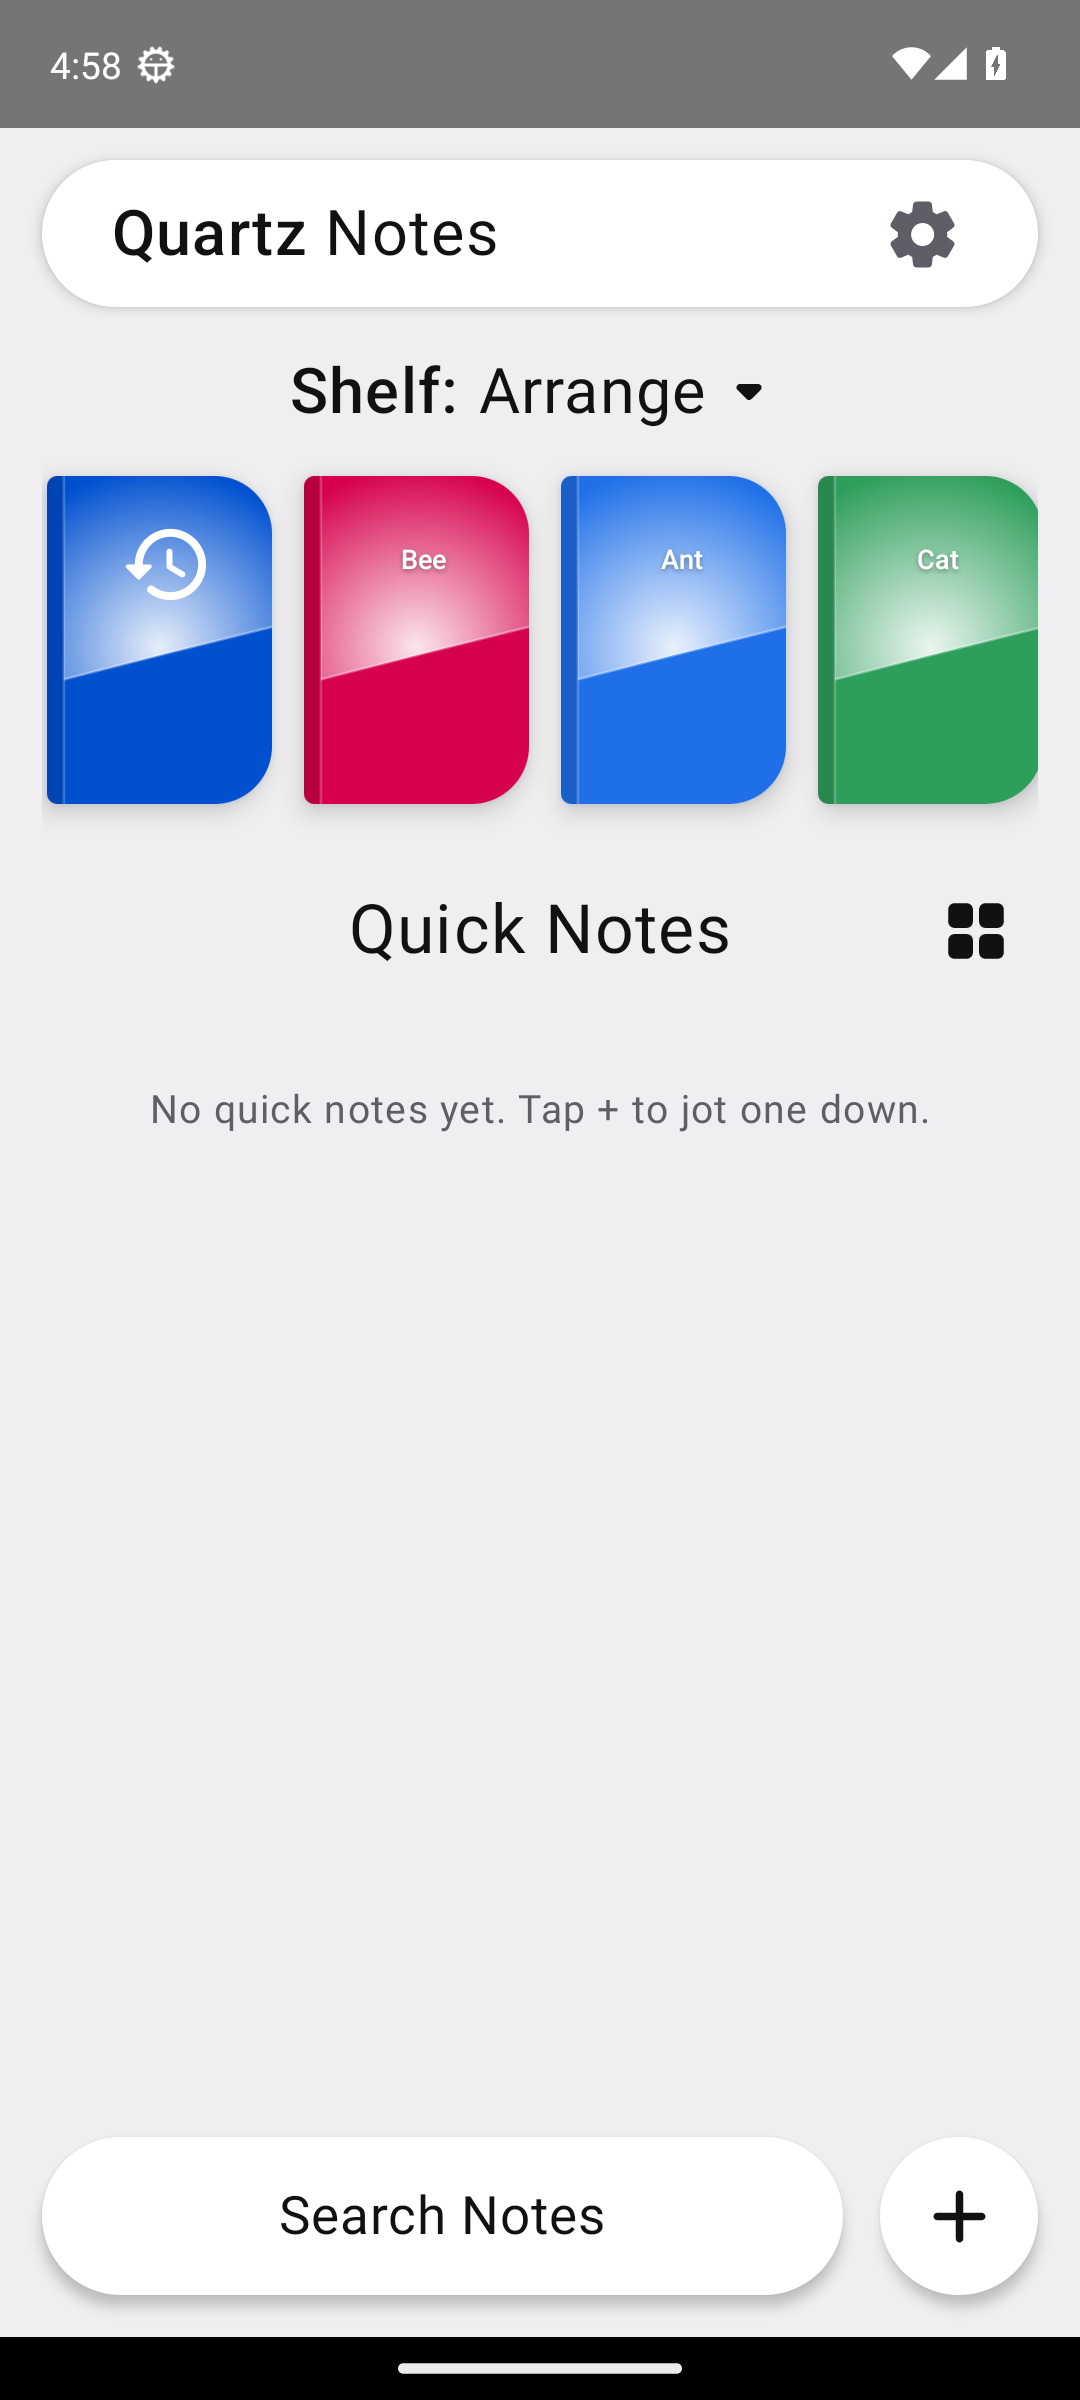 4:58
Quartz Notes
Shelf: Arrange
Bee
Ant
Cat
Quick Notes
No quick notes yet. Tap + to jot one down.
Search Notes